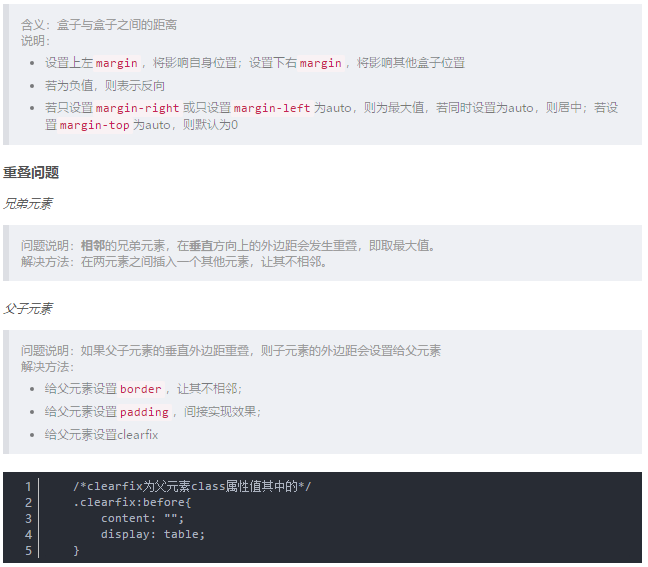 含义：盒子与盒子之间的距离
说明：
设置上左 margin ，将影响自身位置；设置下右 margin ，将影响其他盒子位置
若为负值，则表示反向
若只设置 margin-right 或只设置 margin-left 为auto，则为最大值，若同时设置为auto，则居中；若设
置 margin-top 为auto，则默认为0
重叠问题
兄弟元素
问题说明：相邻的兄弟元素，在垂直方向上的外边距会发生重叠，即取最大值。
解决方法：在两元素之间插入一个其他元素，让其不相邻。
父子元素
问题说明：如果父子元素的垂直外边距重叠，则子元素的外边距会设置给父元素
解决方法：
给父元素设置 border ，让其不相邻；
给父元素设置 padding ，间接实现效果；
给父元素设置clearfix
1 /*clearfix为父元素class属性值其中的*/
2 .clearfix:before{
3 content: "";
4 display: table;
5 }